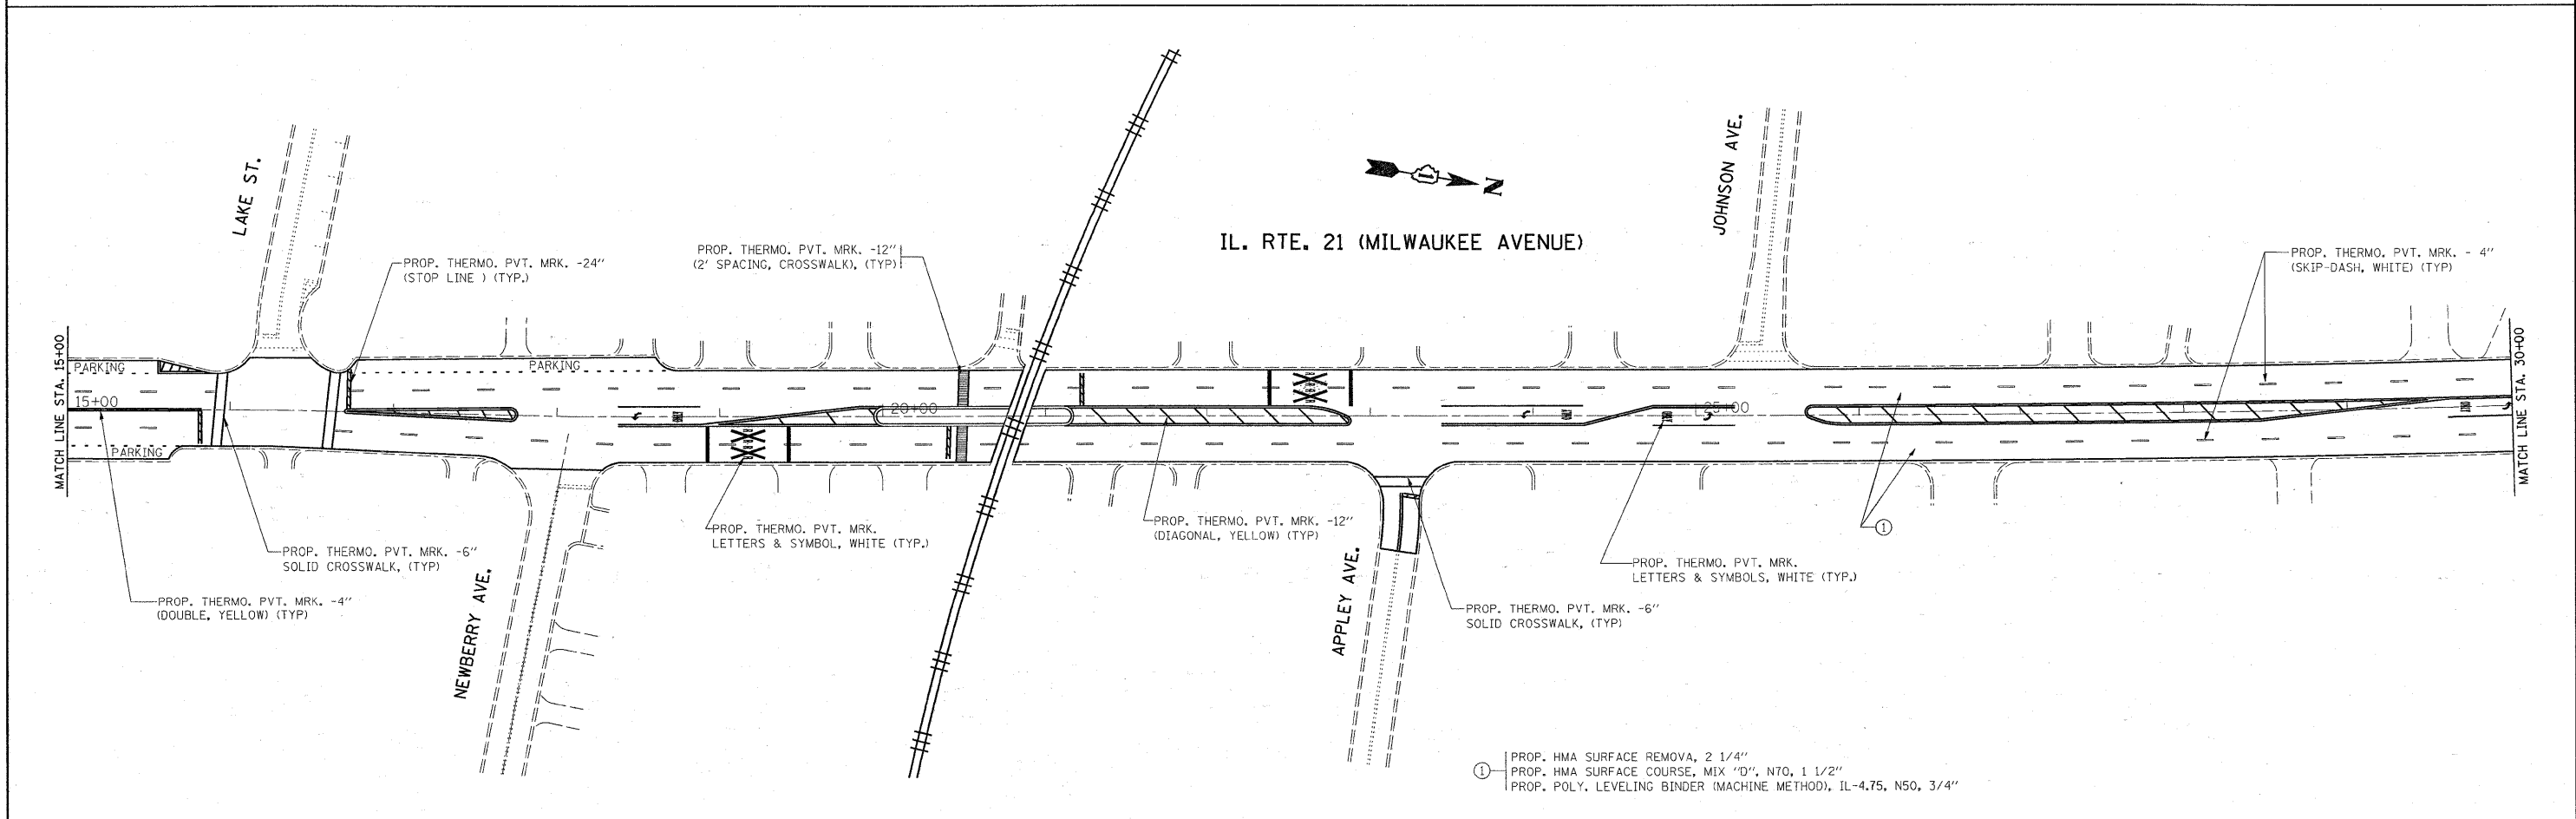 LAKE ST.
JOHNSON AVE.
N
IL. RTE. 21 (MILWAUKEE AVENUE)
PROP. THERMO. PVT. MRK. -24"
(STOP LINE ) (TYP.)
PROP. THERMO. PVT. MRK. -12"
(2' SPACING, CROSSWALK), (TYP)
PROP. THERMO. PVT. MRK. - 4"
(SKIP-DASH, WHITE) (TYP)
MATCH LINE STA. 15+00
MATCH LINE STA. 30+00
PARKING
PARKING
15+00
20+00
25+00
PARKING
PROP. THERMO. PVT. MRK.
LETTERS & SYMBOL, WHITE (TYP.)
PROP. THERMO. PVT. MRK. -12"
(DIAGONAL, YELLOW) (TYP)
1
PROP. THERMO. PVT. MRK. -6"
SOLID CROSSWALK, (TYP)
PROP. THERMO. PVT. MRK.
LETTERS & SYMBOLS, WHITE (TYP.)
PROP. THERMO. PVT. MRK. -4"
(DOUBLE, YELLOW) (TYP)
NEWBERRY AVE.
APPLEY AVE.
PROP. THERMO. PVT. MRK. -6"
SOLID CROSSWALK, (TYP)
1
PROP. HMA SURFACE REMOVA, 2 1/4"
PROP. HMA SURFACE COURSE, MIX "D", N70, 1 1/2"
PROP. POLY. LEVELING BINDER (MACHINE METHOD), IL-4.75, N50, 3/4"